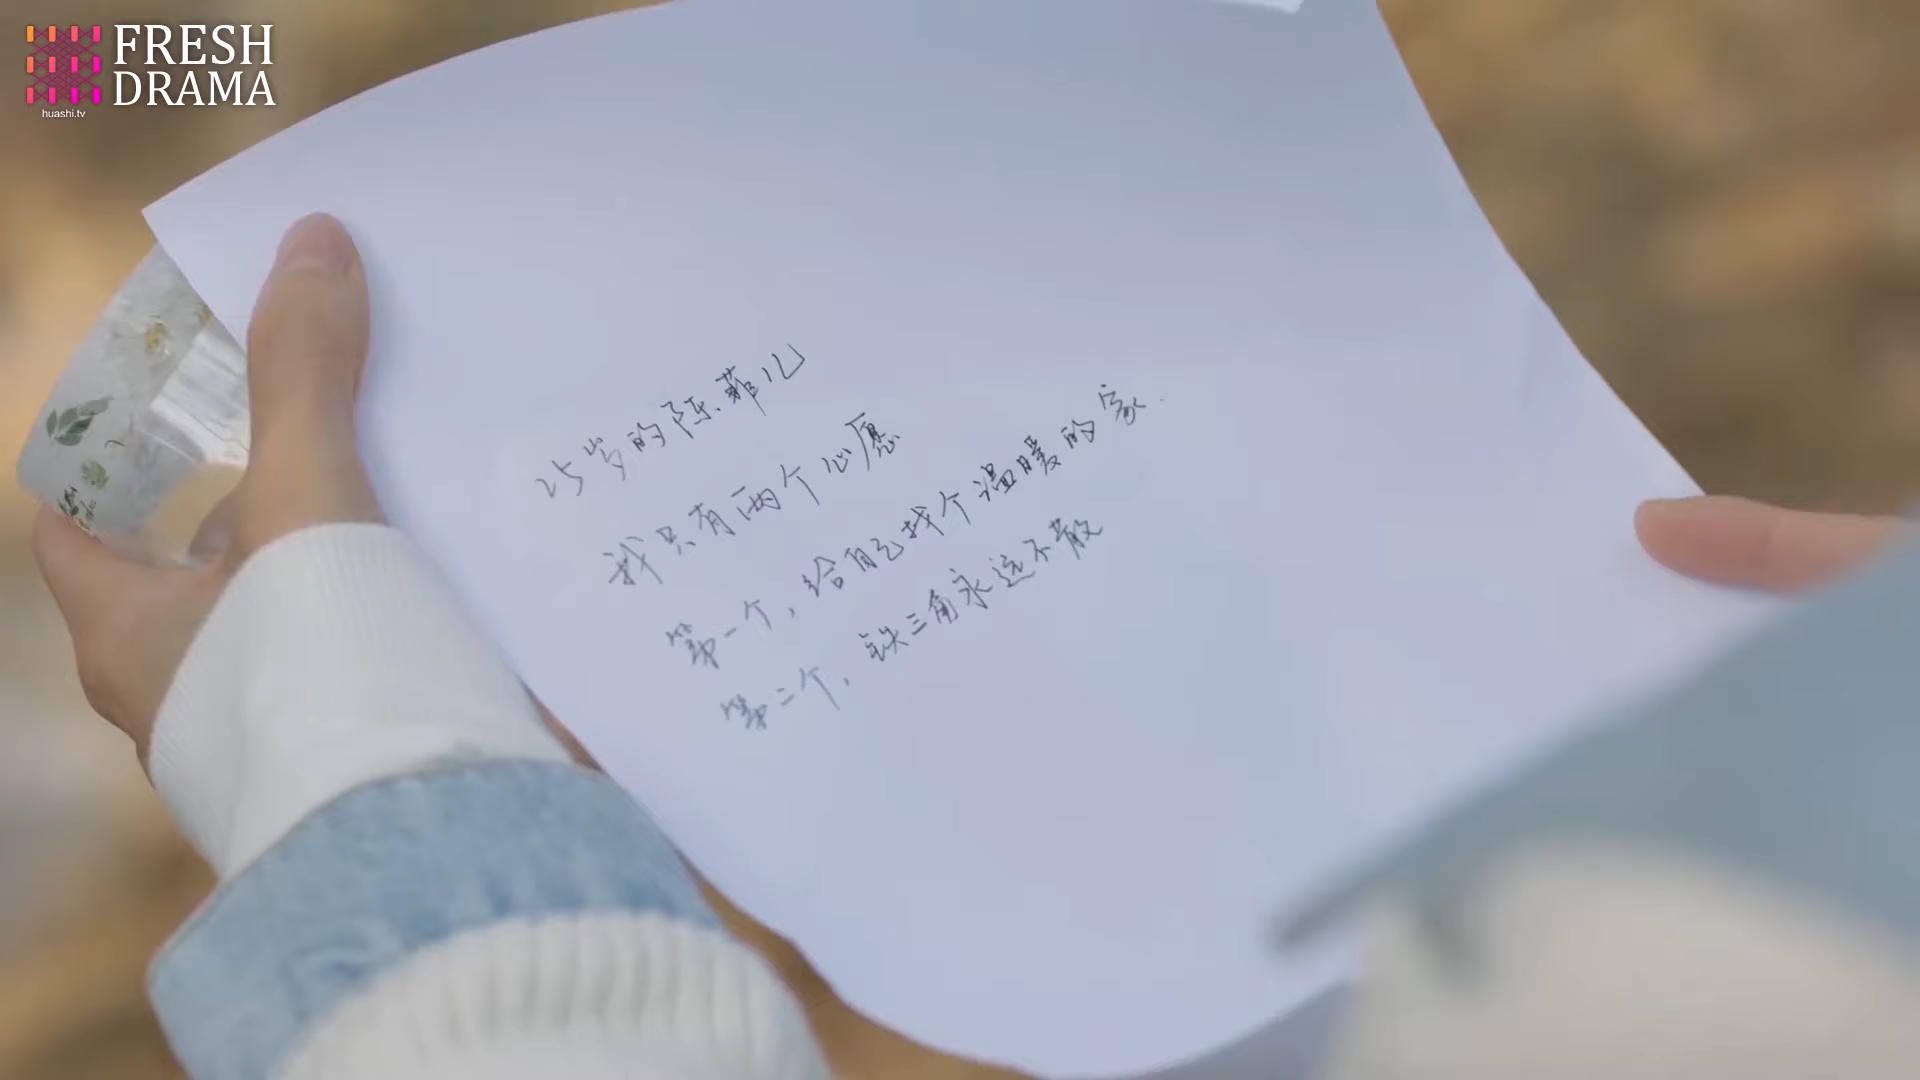 FRESH
DRAMA
huashi.tv
25岁的陈菲儿
我只有两个心愿
第一个，给自己找个温暖的家.
第二个，铁三角永远不散